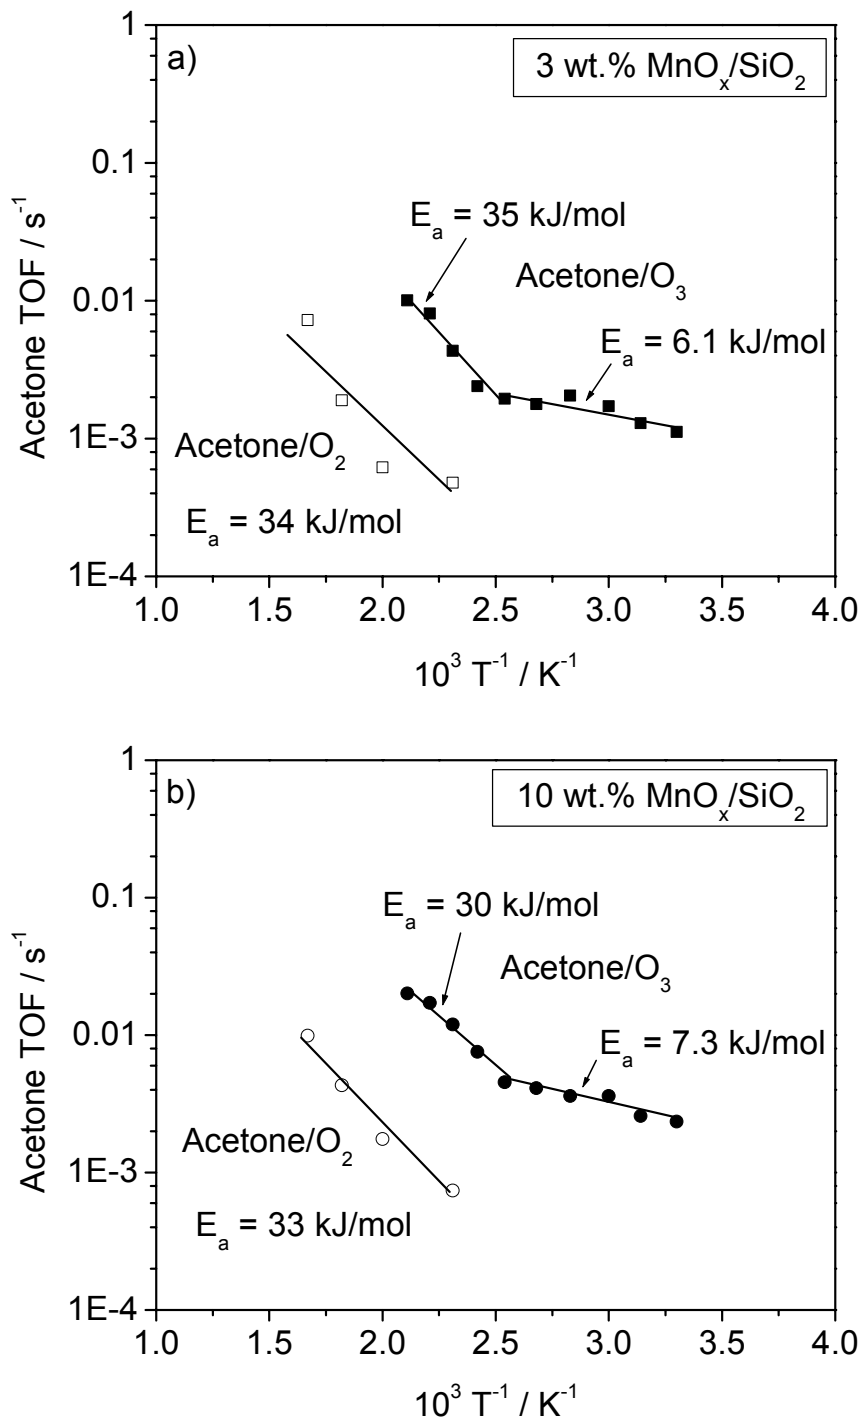 a)
3 wt.% MnOₓ/SiO₂
1
0.1
0.01
1E-3
1E-4
Acetone TOF / s⁻¹
Eₐ = 35 kJ/mol
Acetone/O₃
Eₐ = 6.1 kJ/mol
Acetone/O₂
Eₐ = 34 kJ/mol
1.0 1.5 2.0 2.5 3.0 3.5 4.0
10³ T⁻¹ / K⁻¹
b)
10 wt.% MnOₓ/SiO₂
1
0.1
0.01
1E-3
1E-4
Acetone TOF / s⁻¹
Eₐ = 30 kJ/mol
Acetone/O₃
Eₐ = 7.3 kJ/mol
Acetone/O₂
Eₐ = 33 kJ/mol
1.0 1.5 2.0 2.5 3.0 3.5 4.0
10³ T⁻¹ / K⁻¹